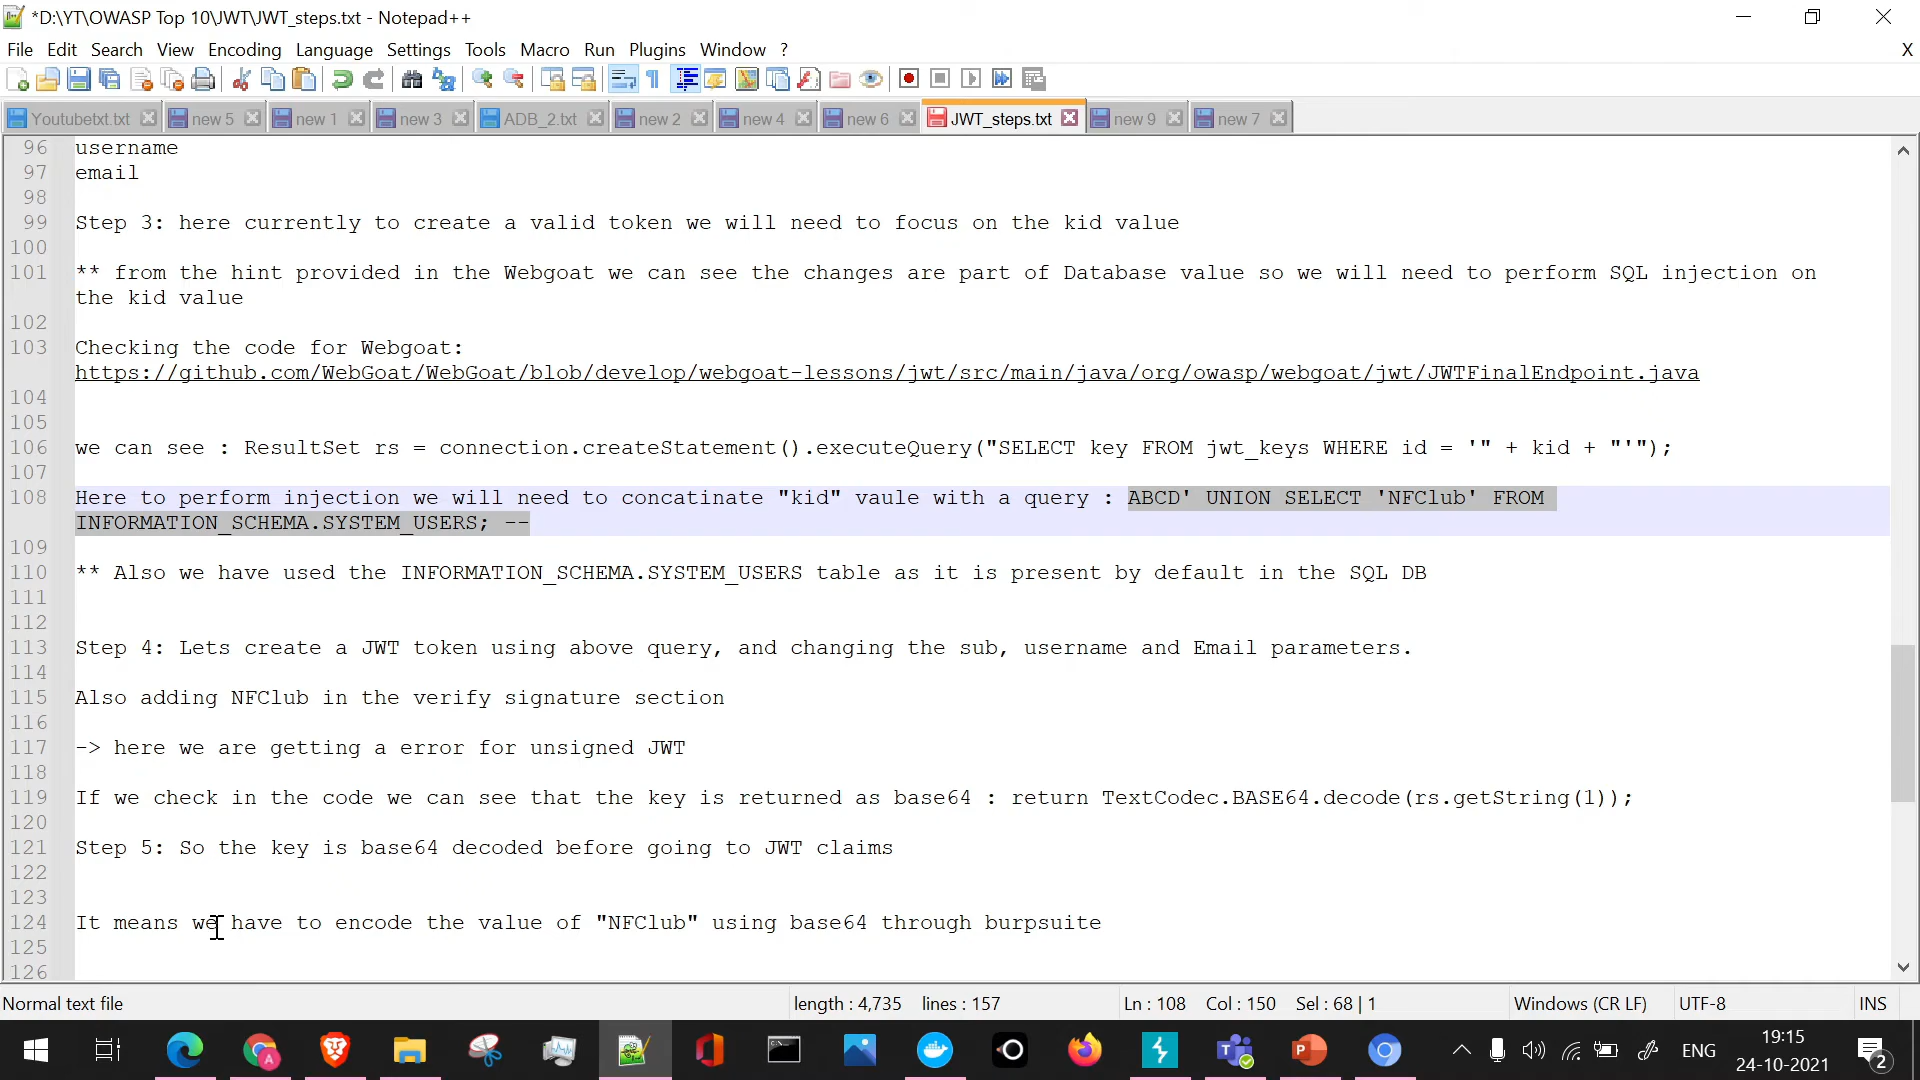 *D:\YT\OWASP Top 10\JWT\JWT_steps.txt - Notepad++
File Edit Search View Encoding Language Settings Tools Macro Run Plugins Window ? X
Youtubetxt.txt new 5 new 1 new 3 ADB_2.txt new 2 new 4 new 6 JWT_steps.txt new 9 new 7
96 username
97 email
98
99 Step 3: here currently to create a valid token we will need to focus on the kid value
100
101 ** from the hint provided in the Webgoat we can see the changes are part of Database value so we will need to perform SQL injection on
the kid value
102
103 Checking the code for Webgoat:
https://github.com/WebGoat/WebGoat/blob/develop/webgoat-lessons/jwt/src/main/java/org/owasp/webgoat/jwt/JWTFinalEndpoint.java
104
105
106 we can see : ResultSet rs = connection.createStatement().executeQuery("SELECT key FROM jwt_keys WHERE id = '" + kid + "'");
107
108 Here to perform injection we will need to concatinate "kid" vaule with a query : ABCD' UNION SELECT 'NFClub' FROM
INFORMATION_SCHEMA.SYSTEM_USERS; --
109
110 ** Also we have used the INFORMATION_SCHEMA.SYSTEM_USERS table as it is present by default in the SQL DB
111
112
113 Step 4: Lets create a JWT token using above query, and changing the sub, username and Email parameters.
114
115 Also adding NFClub in the verify signature section
116
117 -> here we are getting a error for unsigned JWT
118
119 If we check in the code we can see that the key is returned as base64 : return TextCodec.BASE64.decode(rs.getString(1));
120
121 Step 5: So the key is base64 decoded before going to JWT claims
122
123
124 It means we have to encode the value of "NFClub" using base64 through burpsuite
125
126
Normal text file length : 4,735 lines : 157 Ln : 108 Col : 150 Sel : 68 | 1 Windows (CR LF) UTF-8 INS
ENG
19:15
24-10-2021
2